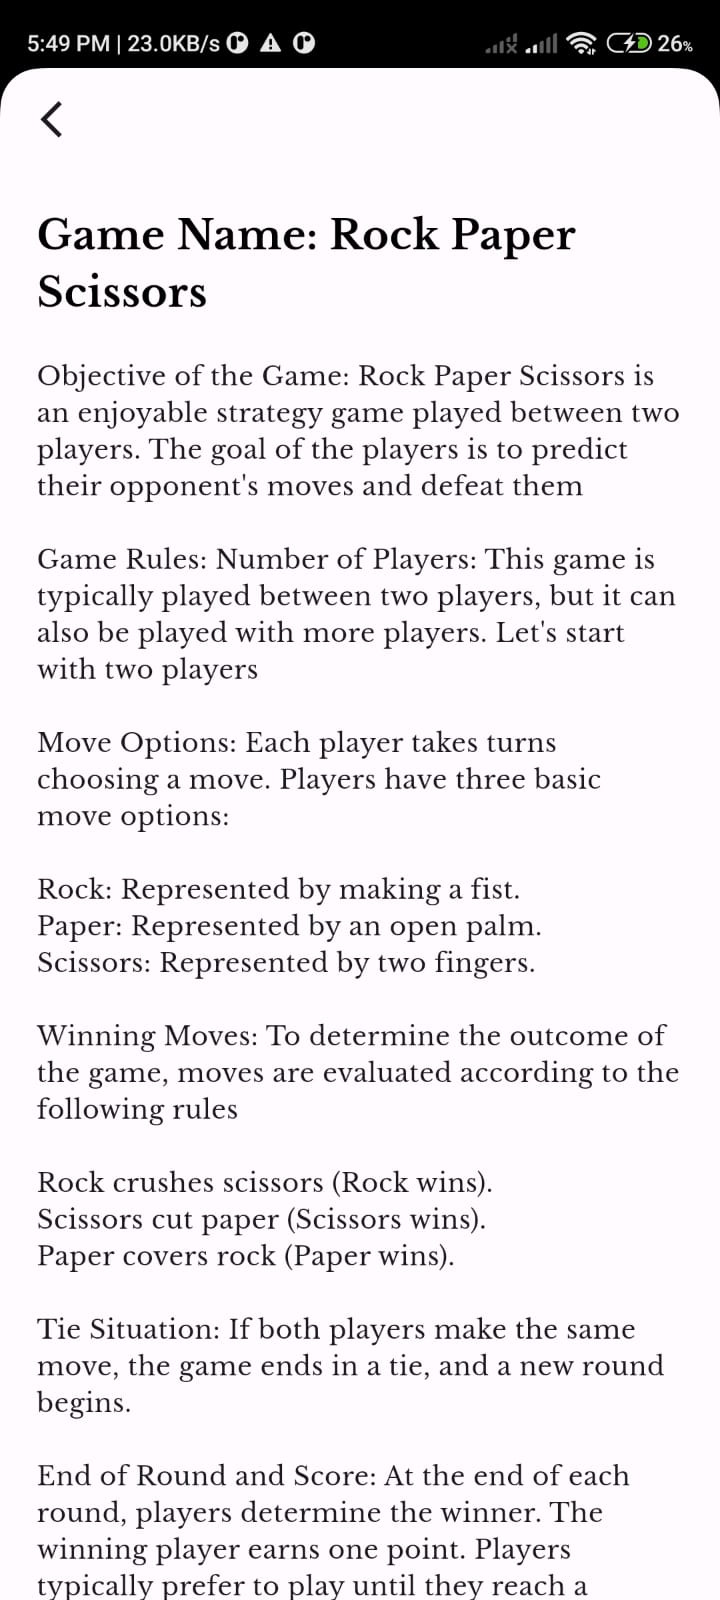 5:49 PM | 23.0KB/s
26%
Game Name: Rock Paper
Scissors
Objective of the Game: Rock Paper Scissors is
an enjoyable strategy game played between two
players. The goal of the players is to predict
their opponent's moves and defeat them
Game Rules: Number of Players: This game is
typically played between two players, but it can
also be played with more players. Let's start
with two players
Move Options: Each player takes turns
choosing a move. Players have three basic
move options:
Rock: Represented by making a fist.
Paper: Represented by an open palm.
Scissors: Represented by two fingers.
Winning Moves: To determine the outcome of
the game, moves are evaluated according to the
following rules
Rock crushes scissors (Rock wins).
Scissors cut paper (Scissors wins).
Paper covers rock (Paper wins).
Tie Situation: If both players make the same
move, the game ends in a tie, and a new round
begins.
End of Round and Score: At the end of each
round, players determine the winner. The
winning player earns one point. Players
typically prefer to play until they reach a